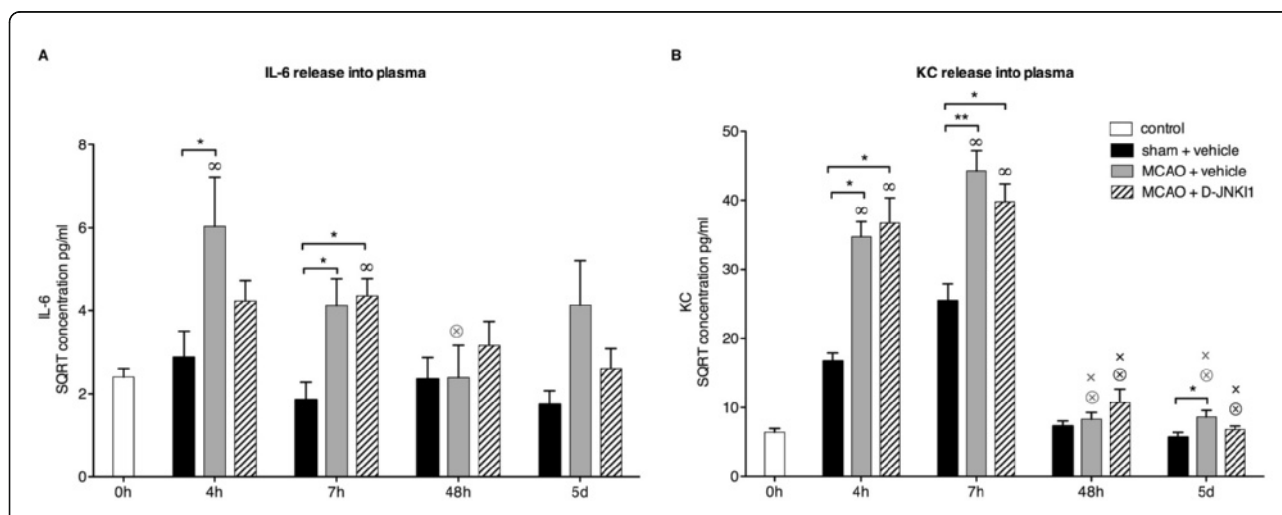 A
IL-6 release into plasma
IL-6
SQRT concentration pg/ml
8
6
4
2
0
*
∞
*
*
∞
⊗
0h 4h 7h 48h 5d
B
KC release into plasma
KC
SQRT concentration pg/ml
50
40
30
20
10
0
*
*
∞
∞
*
**
∞
∞
×
⊗
×
⊗
×
⊗
*
×
⊗
0h 4h 7h 48h 5d
control
sham + vehicle
MCAO + vehicle
MCAO + D-JNKI1